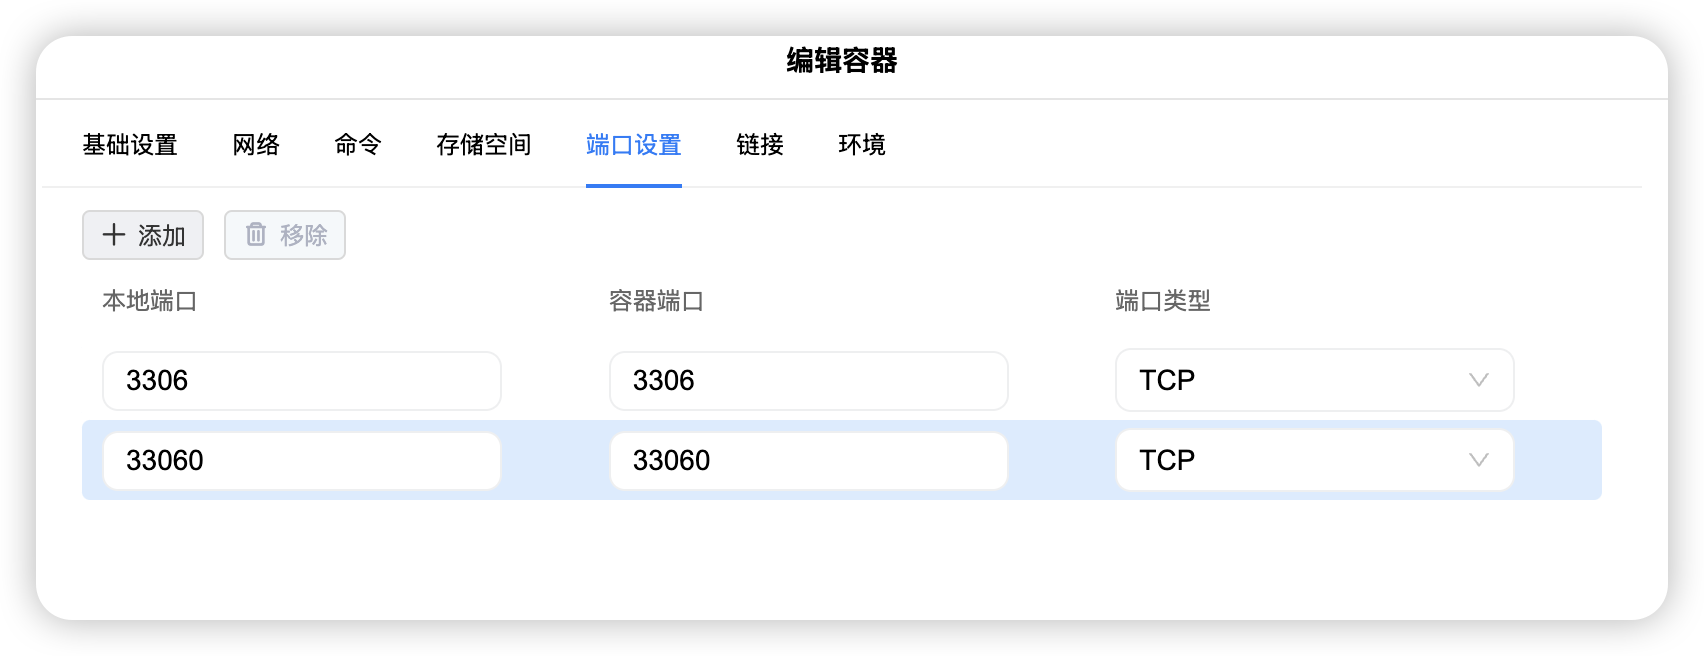 编辑容器
基础设置 网络 命令 存储空间 端口设置 链接 环境
添加 移除
本地端口 容器端口 端口类型
3306 3306 TCP
33060 33060 TCP